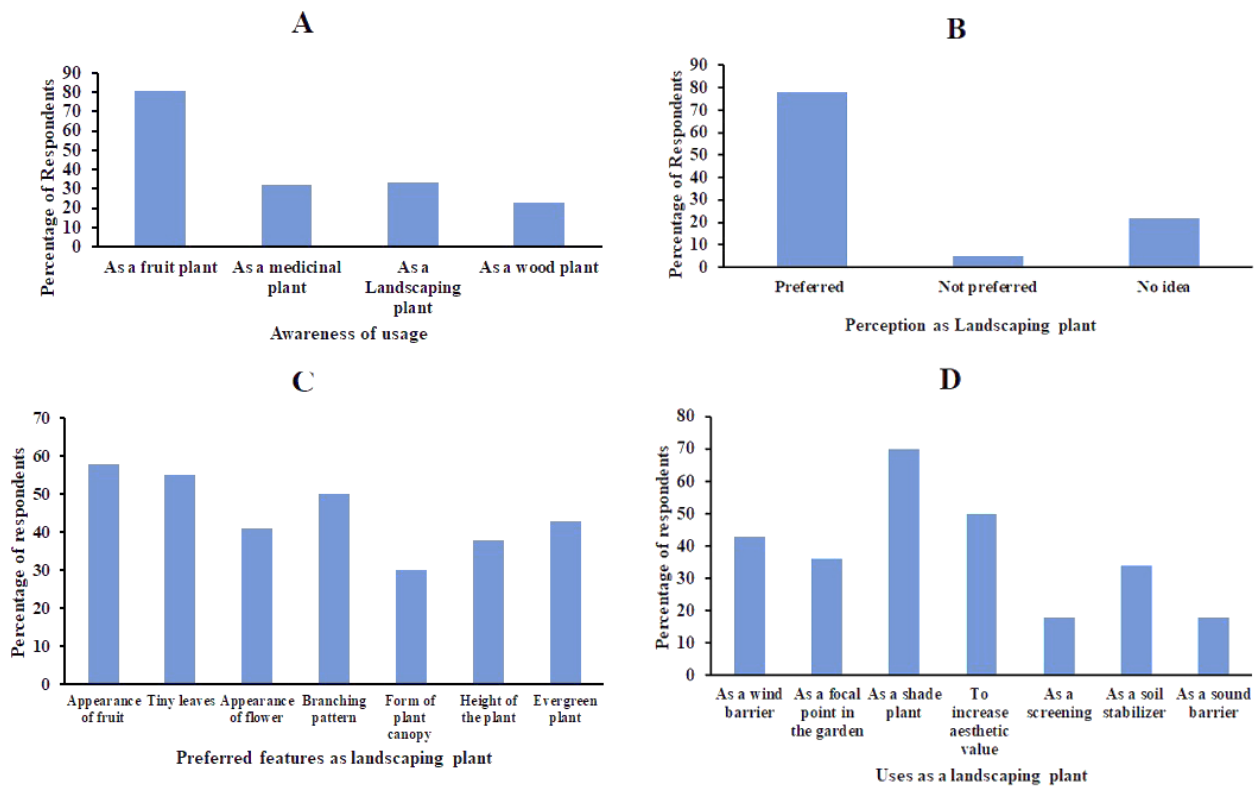 A
Percentage of Respondents
90
80
70
60
50
40
30
20
10
0
As a fruit plant
As a medicinal
plant
As a
Landscaping
plant
As a wood plant
Awareness of usage
B
Percentage of Respondents
90
80
70
60
50
40
30
20
10
0
Preferred
Not preferred
No idea
Perception as Landscaping plant
C
Percentage of respondents
70
60
50
40
30
20
10
0
Appearance
of fruit
Tiny leaves
Appearance
of flower
Branching
pattern
Form of
plant
canopy
Height of
the plant
Evergreen
plant
Preferred features as landscaping plant
D
Percentage of respondents
80
70
60
50
40
30
20
10
0
As a wind
barrier
As a focal
point in
the garden
As a shade
plant
To
increase
aesthetic
value
As a
screening
As a soil
stabilizer
As a sound
barrier
Uses as a landscaping plant